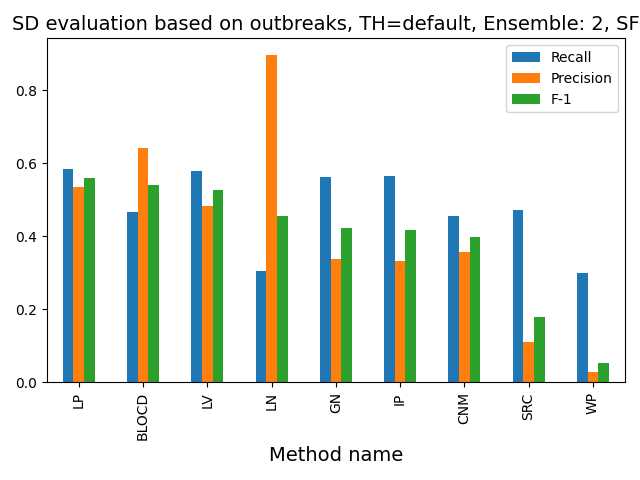 SD evaluation based on outbreaks, TH=default, Ensemble: 2, SF
Recall
Precision
F-1
0.8
0.6
0.4
0.2
0.0
LP
BLOCD
LV
LN
GN
IP
CNM
SRC
WP
Method name